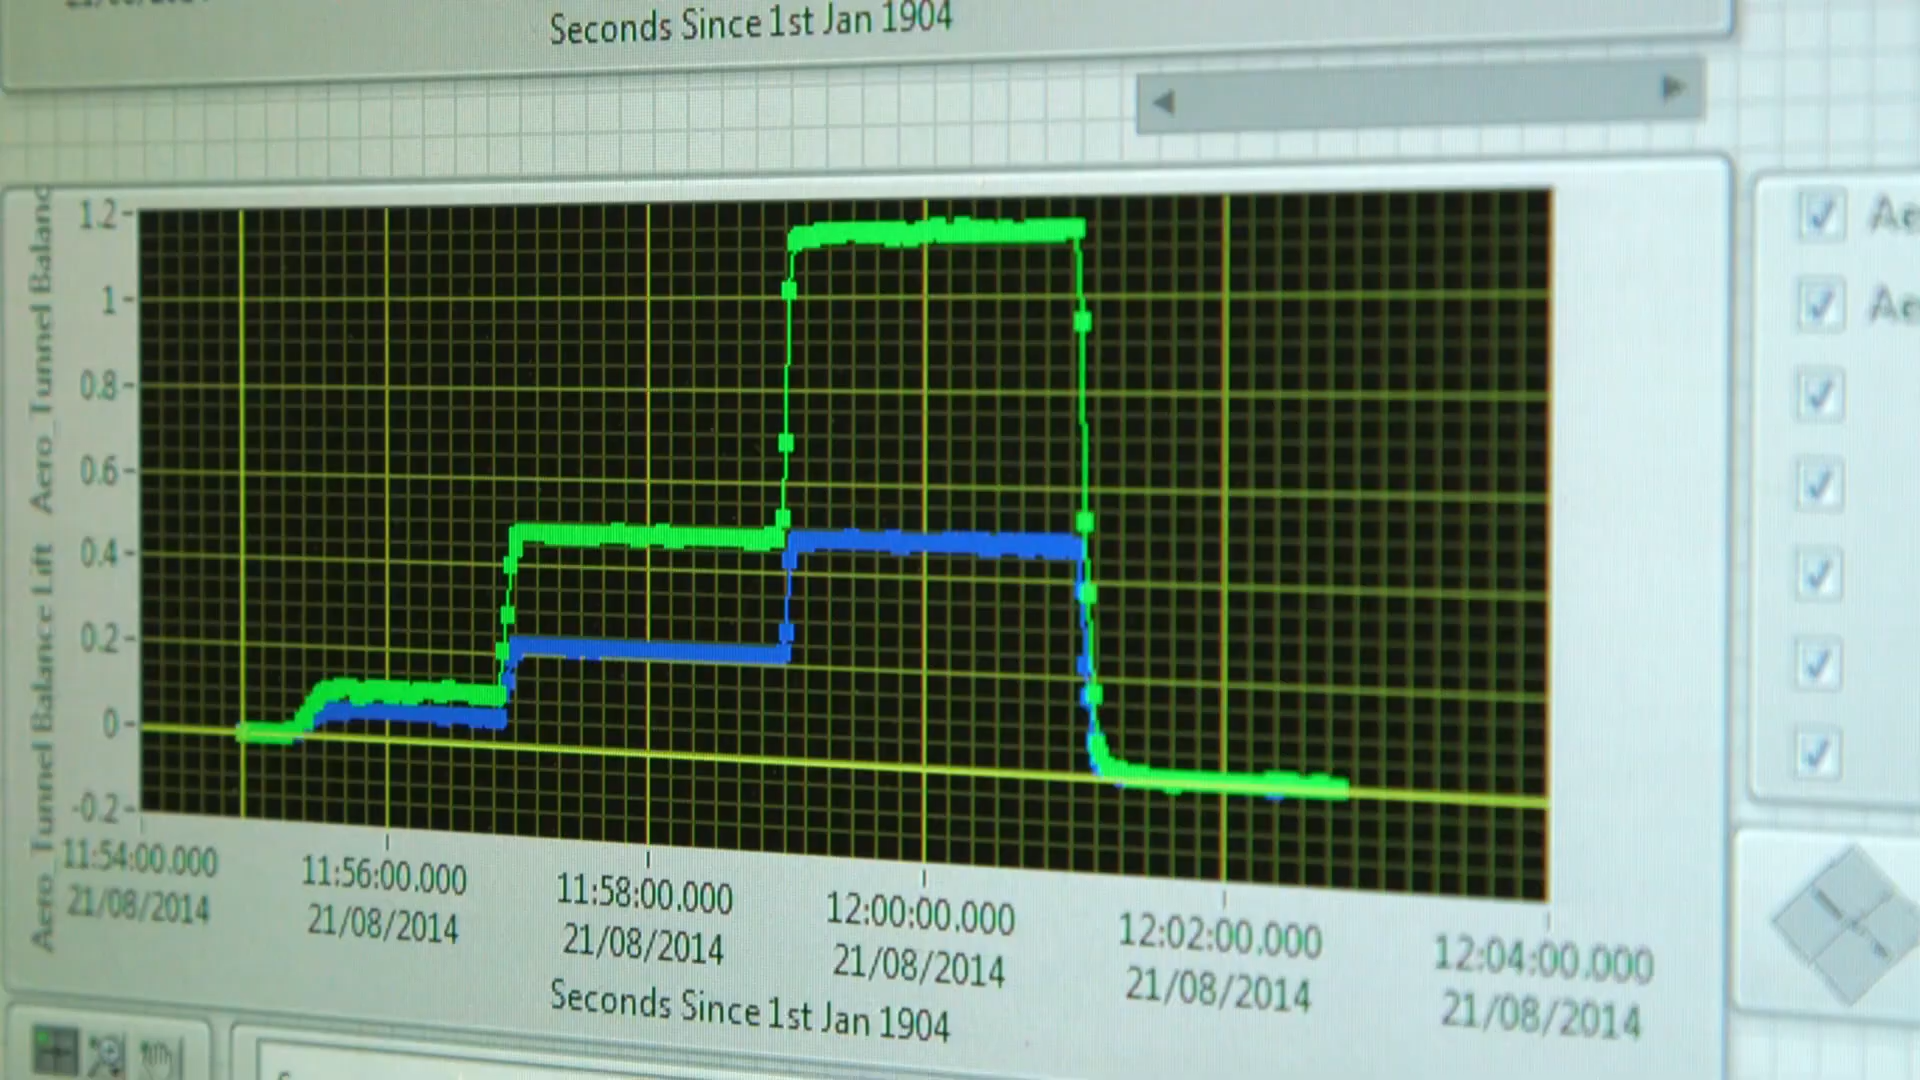 Seconds Since 1st Jan 1904
1.2
1
0.8
0.6
0.4
0.2
0
-0.2
Aero_Tunnel Balance Lift Aero_Tunnel Balanc
11:54:00.000 11:56:00.000 11:58:00.000 12:00:00.000 12:02:00.000 12:04:00.000
21/08/2014 21/08/2014 21/08/2014 21/08/2014 21/08/2014 21/08/2014
Seconds Since 1st Jan 1904
Ae
Ae